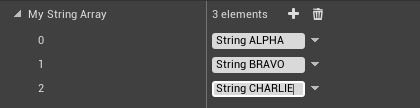 My String Array 3 elements
0 String ALPHA
1 String BRAVO
2 String CHARLIE